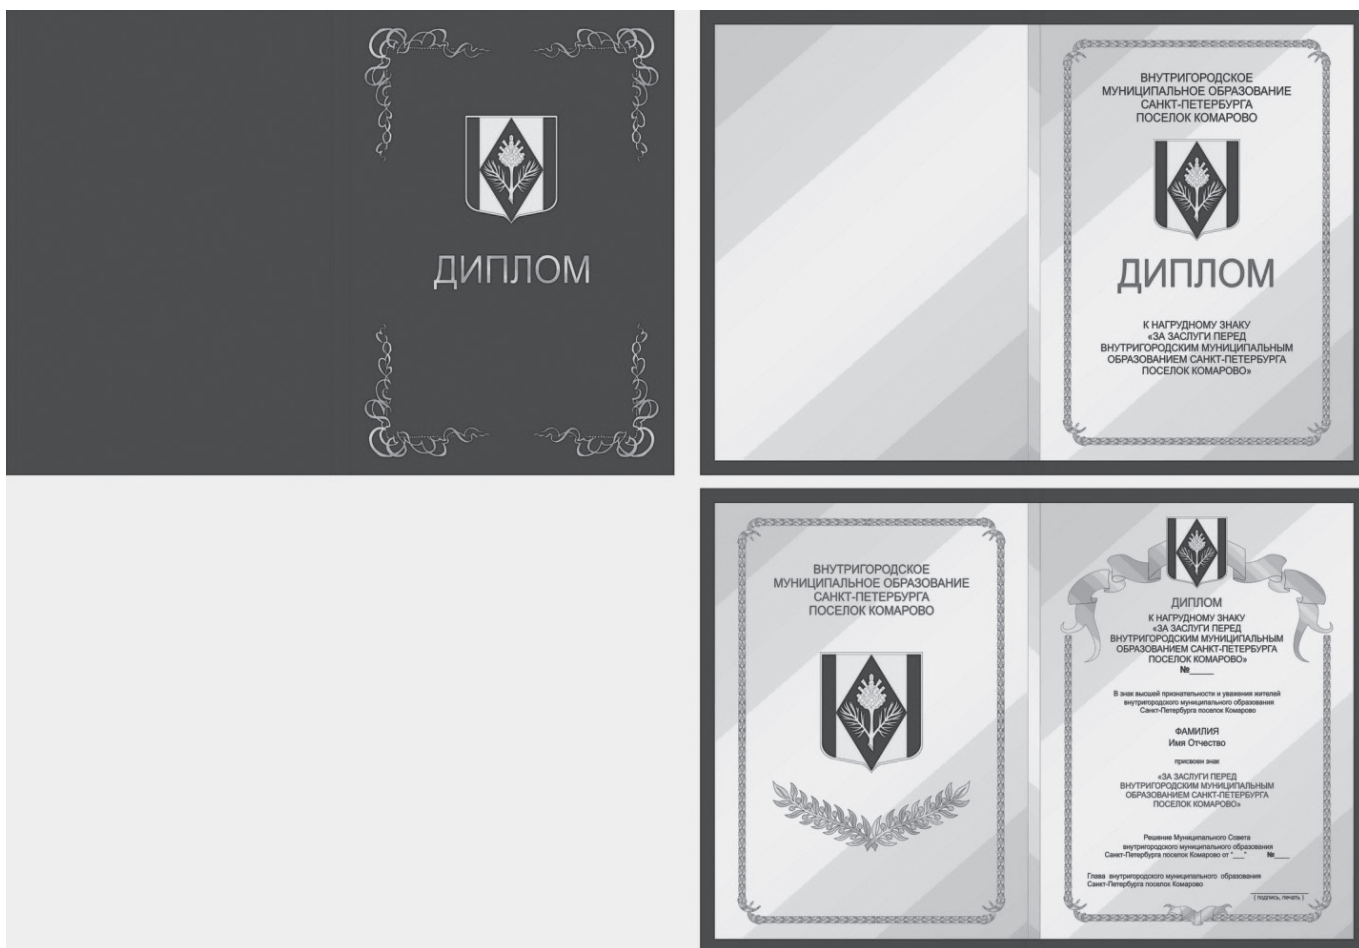 ДИПЛОМ
ВНУТРИГОРОДСКОЕ
МУНИЦИПАЛЬНОЕ ОБРАЗОВАНИЕ
САНКТ-ПЕТЕРБУРГА
ПОСЕЛОК КОМАРОВО
ДИПЛОМ
К НАГРУДНОМУ ЗНАКУ
«ЗА ЗАСЛУГИ ПЕРЕД
ВНУТРИГОРОДСКИМ МУНИЦИПАЛЬНЫМ
ОБРАЗОВАНИЕМ САНКТ-ПЕТЕРБУРГА
ПОСЕЛОК КОМАРОВО»
ВНУТРИГОРОДСКОЕ
МУНИЦИПАЛЬНОЕ ОБРАЗОВАНИЕ
САНКТ-ПЕТЕРБУРГА
ПОСЕЛОК КОМАРОВО
ДИПЛОМ
К НАГРУДНОМУ ЗНАКУ
«ЗА ЗАСЛУГИ ПЕРЕД
ВНУТРИГОРОДСКИМ МУНИЦИПАЛЬНЫМ
ОБРАЗОВАНИЕМ САНКТ-ПЕТЕРБУРГА
ПОСЕЛОК КОМАРОВО»
№_____
В знак высшей признательности и уважения жителей
внутригородского муниципального образования
Санкт-Петербурга поселок Комарово
ФАМИЛИЯ
Имя Отчество
присвоен знак
«ЗА ЗАСЛУГИ ПЕРЕД
ВНУТРИГОРОДСКИМ МУНИЦИПАЛЬНЫМ
ОБРАЗОВАНИЕМ САНКТ-ПЕТЕРБУРГА
ПОСЕЛОК КОМАРОВО»
Решение Муниципального Совета
внутригородского муниципального образования
Санкт-Петербурга поселок Комарово от "___" №____
Глава внутригородского муниципального образования
Санкт-Петербурга поселок Комарово
( подпись, печать )